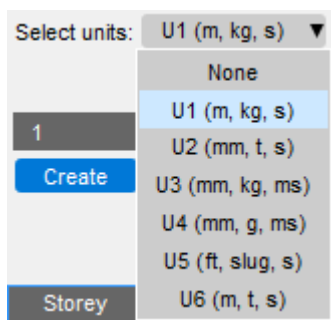 Select units: U1 (m, kg, s) ▼
None
U1 (m, kg, s)
1
U2 (mm, t, s)
Create
U3 (mm, kg, ms)
U4 (mm, g, ms)
U5 (ft, slug, s)
Storey
U6 (m, t, s)